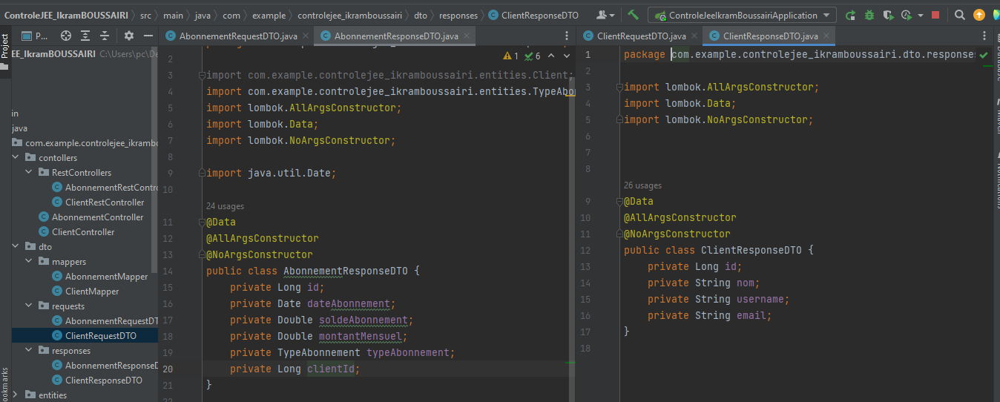 ControleJEE_IkramBOUSSAIRI src main java com example controlejee_ikramboussairi dto responses ClientResponseDTO ControleJeeIkramBoussairiApplication
Project
P...
AbonnementRequestDTO.java AbonnementResponseDTO.java
EE_IkramBOUSSAIRI C:\Users\pc\De
in
java
com.example.controlejee_ikrambo
contollers
RestControllers
AbonnementRestContro
ClientRestController
AbonnementController
ClientController
dto
mappers
AbonnementMapper
ClientMapper
requests
AbonnementRequestDT
ClientRequestDTO
responses
AbonnementResponseD
ClientResponseDTO
entities
ookmarks
1 6
2
3 import com.example.controlejee_ikramboussairi.entities.Client;
4 import com.example.controlejee_ikramboussairi.entities.TypeAbon
5 import lombok.AllArgsConstructor;
6 import lombok.Data;
7 import lombok.NoArgsConstructor;
8
9 import java.util.Date;
10
24 usages
11 @Data
12 @AllArgsConstructor
13 @NoArgsConstructor
14 public class AbonnementResponseDTO {
15 private Long id;
16 private Date dateAbonnement;
17 private Double soldeAbonnement;
18 private Double montantMensuel;
19 private TypeAbonnement typeAbonnement;
20 private Long clientId;
21 }
22
ClientRequestDTO.java ClientResponseDTO.java
1 package com.example.controlejee_ikramboussairi.dto.responses
2
3 import lombok.AllArgsConstructor;
4 import lombok.Data;
5 import lombok.NoArgsConstructor;
6
7
8
26 usages
9 @Data
10 @AllArgsConstructor
11 @NoArgsConstructor
12 public class ClientResponseDTO {
13 private Long id;
14 private String nom;
15 private String username;
16 private String email;
17 }
18
Database
Maven
Notifications